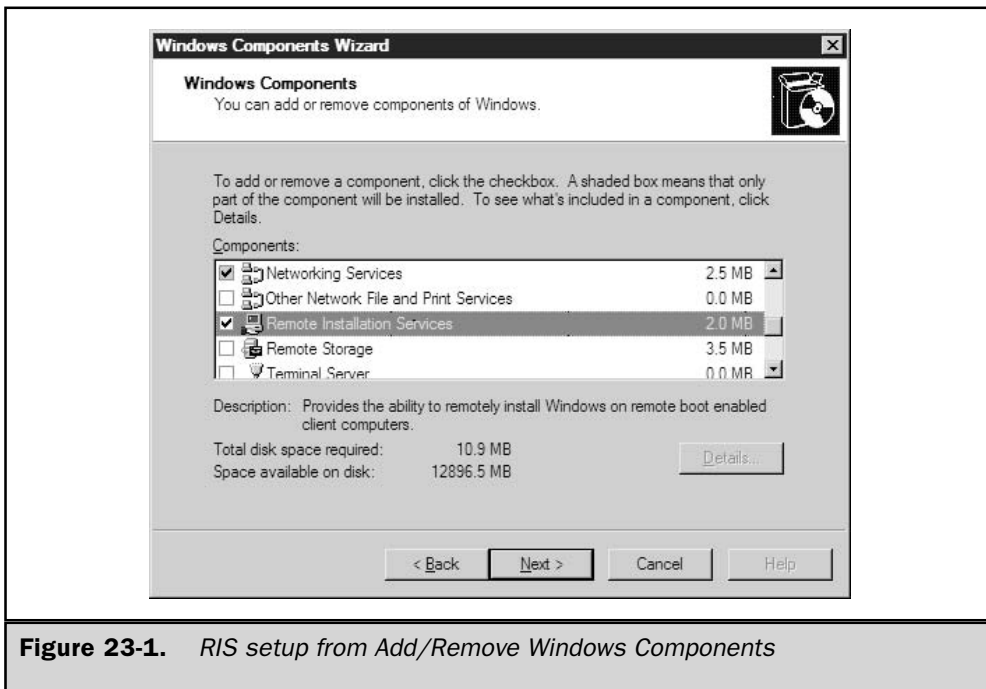 Windows Components Wizard
Windows Components
You can add or remove components of Windows.
To add or remove a component, click the checkbox. A shaded box means that only
part of the component will be installed. To see what's included in a component, click
Details.
Components:
Networking Services 2.5 MB
Other Network File and Print Services 0.0 MB
Remote Installation Services 2.0 MB
Remote Storage 3.5 MB
Terminal Server 0.0 MB
Description: Provides the ability to remotely install Windows on remote boot enabled
client computers.
Total disk space required: 10.9 MB
Space available on disk: 12896.5 MB
Details...
< Back Next > Cancel Help
Figure 23-1. RIS setup from Add/Remove Windows Components